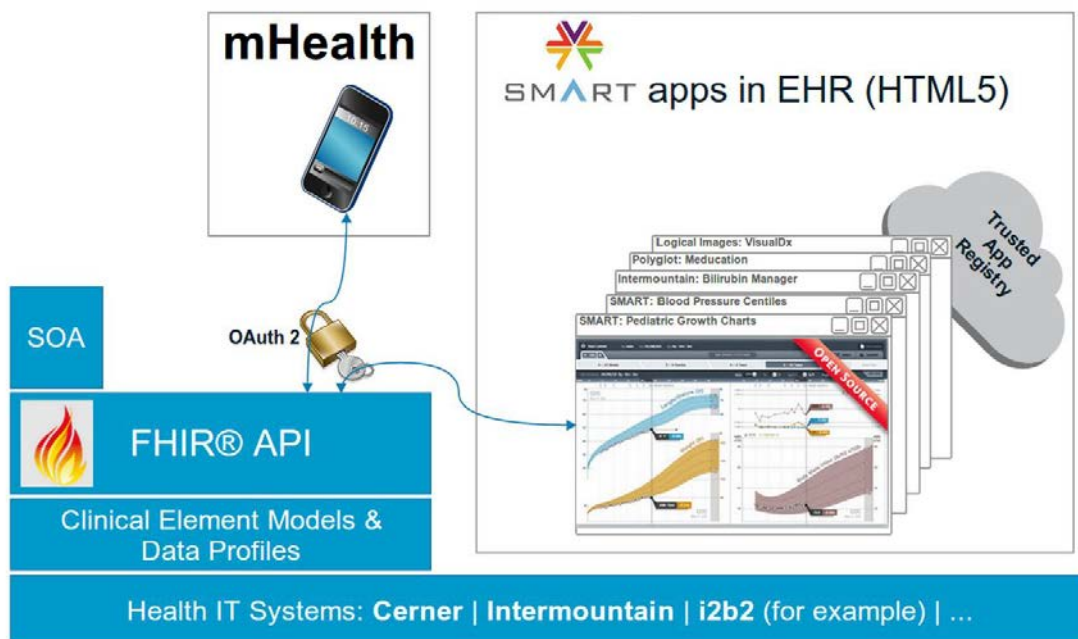 mHealth
10.15
SMART apps in EHR (HTML5)
Trusted
App
Registry
Logical Images: VisualDx
Polyglot: Meducation
Intermountain: Bilirubin Manager
SMART: Blood Pressure Centiles
SMART: Pediatric Growth Charts
OPEN SOURCE
SOA
OAuth 2
FHIR® API
Clinical Element Models &
Data Profiles
Health IT Systems: Cerner | Intermountain | i2b2 (for example) | ...